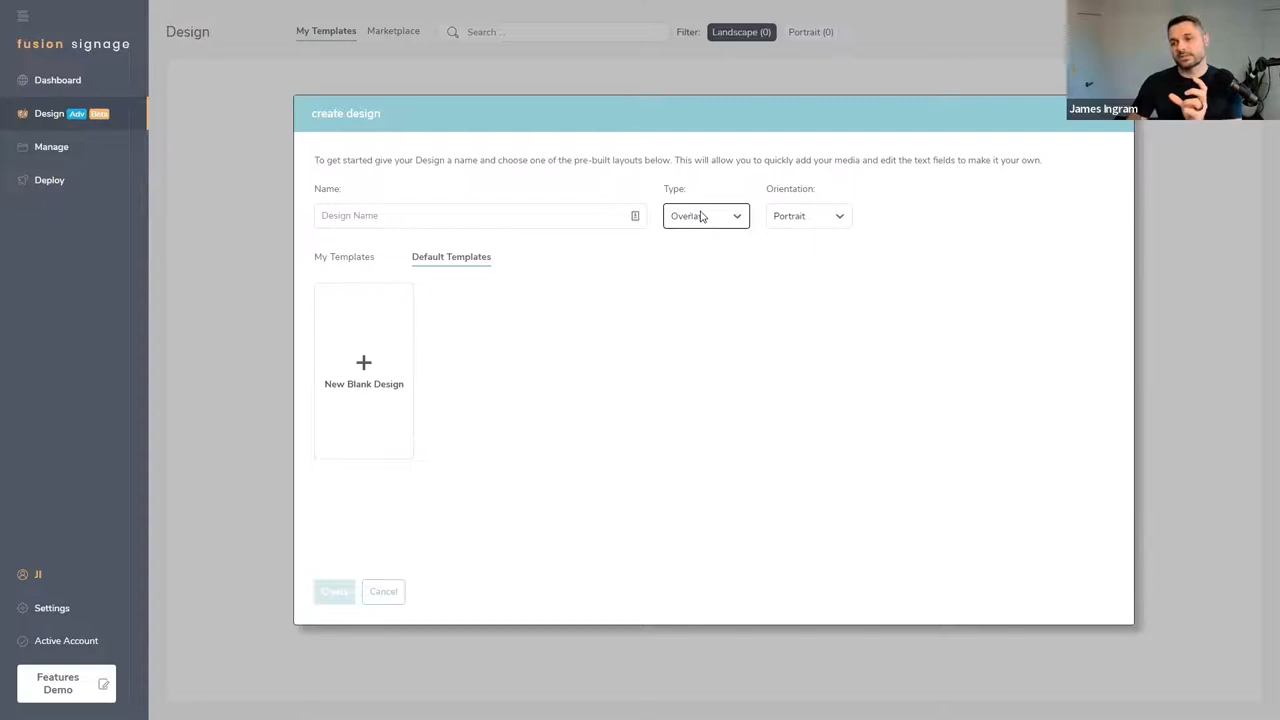 fusion signage
Dashboard
Design Adv Beta
Manage
Deploy
JI
Settings
Active Account
Features
Demo
Design
My Templates
Marketplace
Search ...
Filter:
Landscape (0)
Portrait (0)
James Ingram
create design
To get started give your Design a name and choose one of the pre-built layouts below. This will allow you to quickly add your media and edit the text fields to make it your own.
Name:
Type:
Orientation:
Design Name
Portrait
My Templates
Default Templates
New Blank Design
Cancel